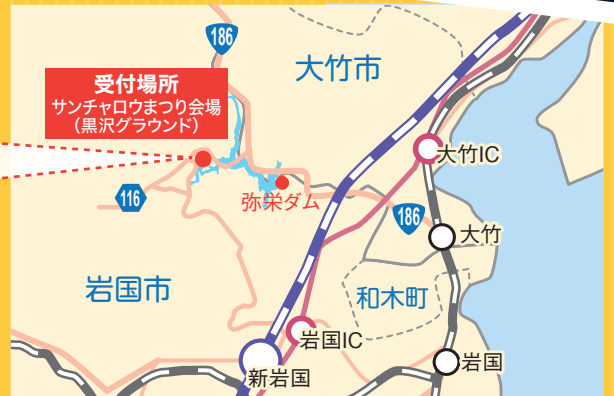 186
大竹市
受付場所
サンチャロウまつり会場
（黒沢グラウンド）
大竹IC
116
弥栄ダム
186
大竹
岩国市
和木町
岩国IC
岩国
新岩国